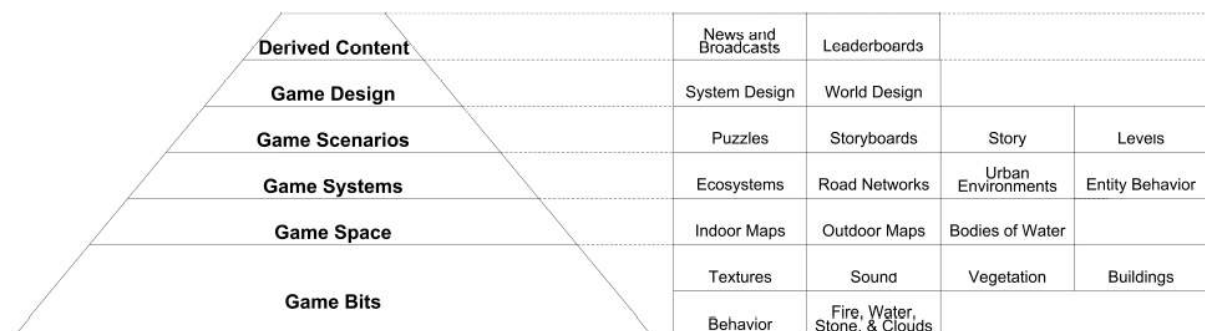 Derived Content
News and
Broadcasts
Leaderboards
Game Design
System Design
World Design
Game Scenarios
Puzzles
Storyboards
Story
Levels
Game Systems
Ecosystems
Road Networks
Urban
Environments
Entity Behavior
Game Space
Indoor Maps
Outdoor Maps
Bodies of Water
Game Bits
Textures
Sound
Vegetation
Buildings
Behavior
Fire, Water,
Stone, & Clouds